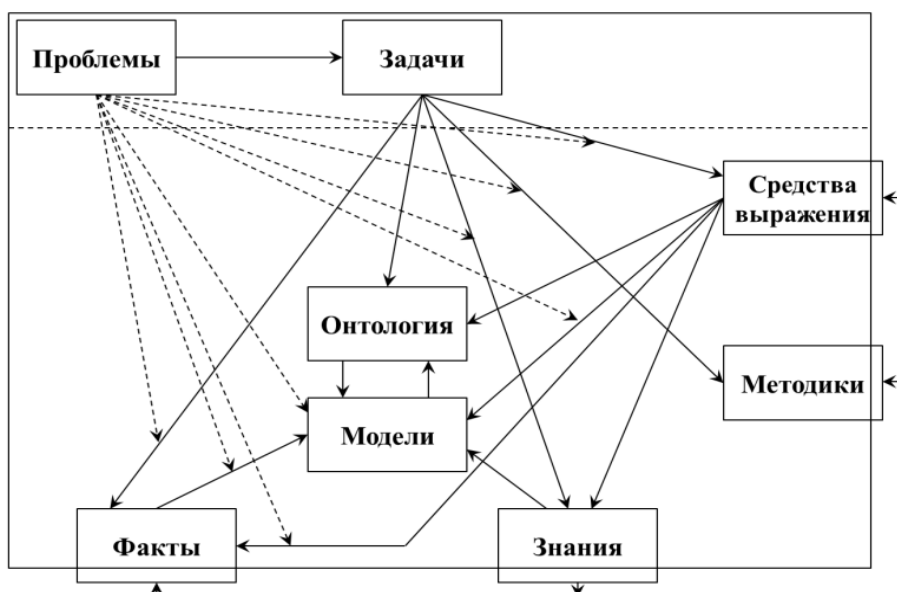 Проблемы
Задачи
Средства
выражения
Онтология
Методики
Модели
Факты
Знания